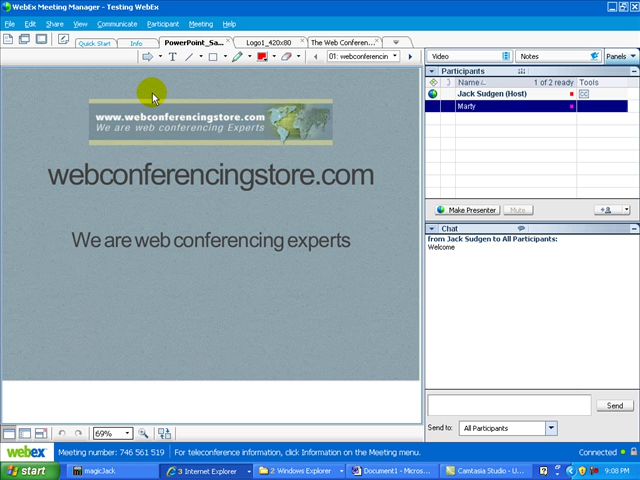 WebEx Meeting Manager - Testing WebEx
File Edit Share View Communicate Participant Meeting Help
Quick Start Info PowerPoint_Sa... Logo1_420x80 The Web Conferen...
T 01: webconferencin
Video Notes Panels
Participants
Name 1 of 2 ready Tools
Jack Sudgen (Host)
Marty
Make Presenter Mute...
Chat
from Jack Sudgen to All Participants:
Welcome
Send
Send to: All Participants
www.webconferencingstore.com
We are web conferencing Experts
webconferencingstore.com
We are web conferencing experts
69%
webex Meeting number: 746 561 519 For teleconference information, click Information on the Meeting menu. Connected
start magicJack 3 Internet Explorer 2 Windows Explorer Document1 - Micros... Camtasia Studio - U... 9:08 PM